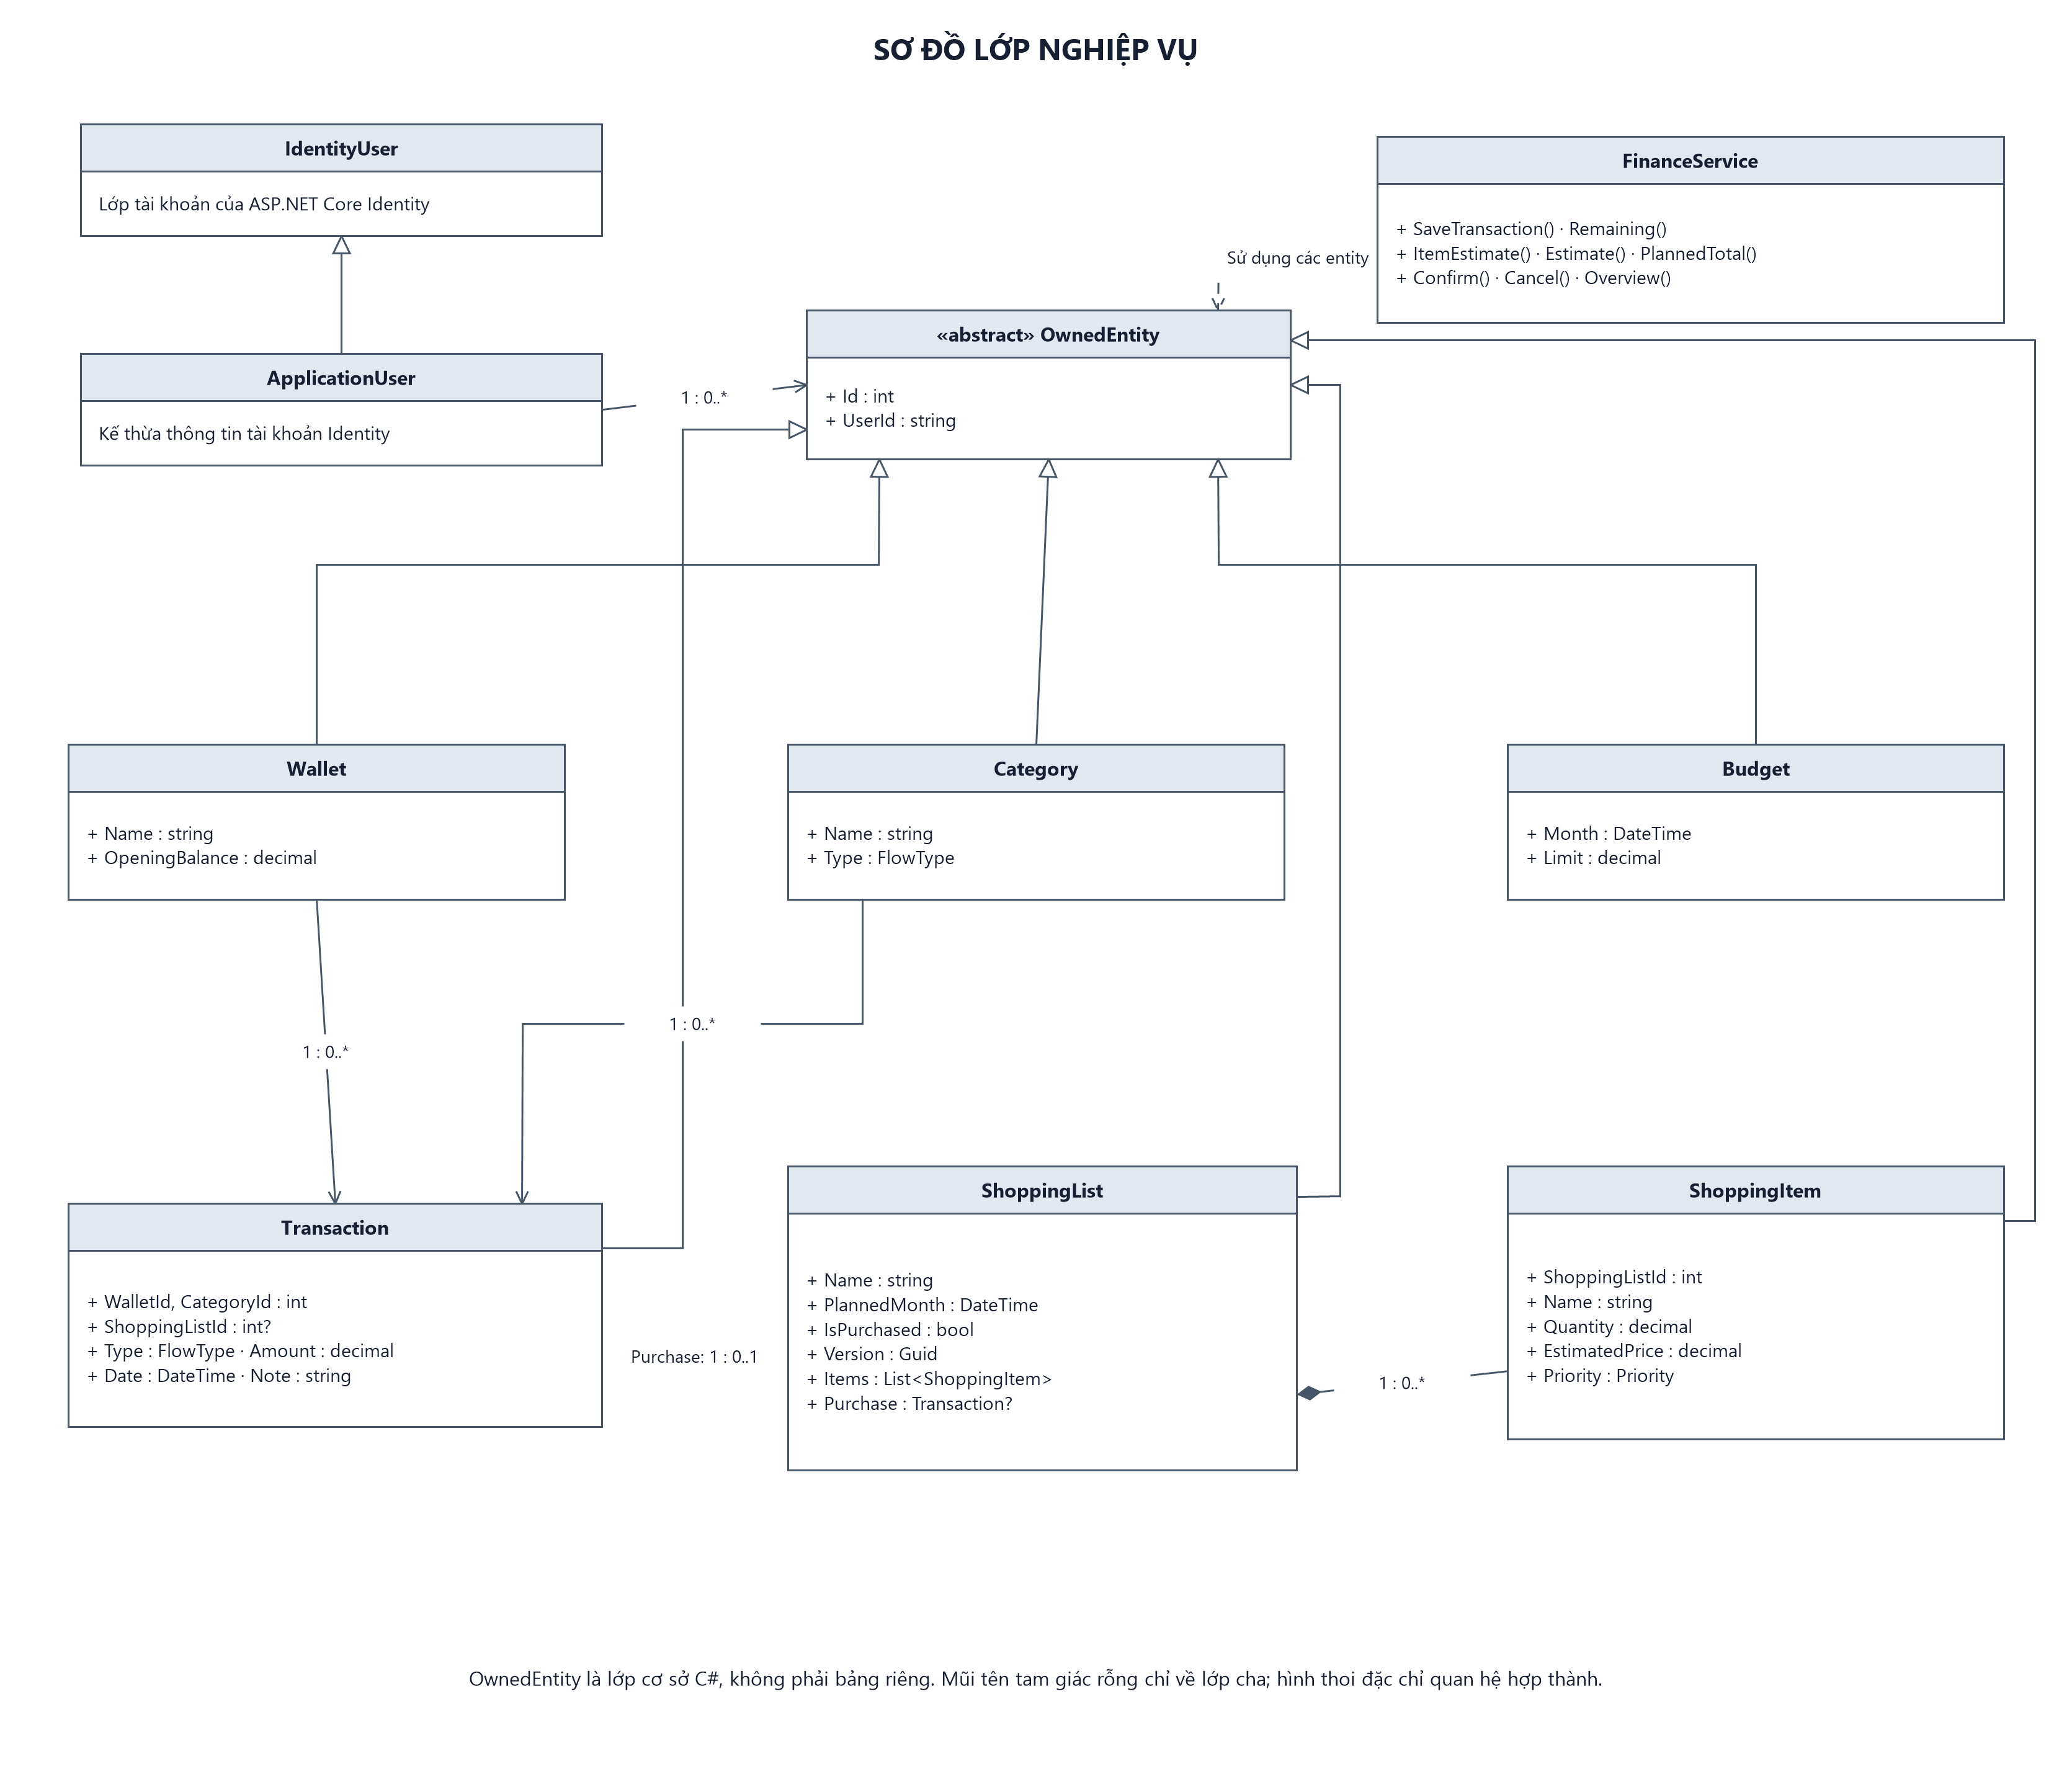 SƠ ĐỒ LỚP NGHIỆP VỤ
IdentityUser
Lớp tài khoản của ASP.NET Core Identity
FinanceService
+ SaveTransaction() · Remaining()
+ ItemEstimate() · Estimate() · PlannedTotal()
+ Confirm() · Cancel() · Overview()
Sử dụng các entity
«abstract» OwnedEntity
+ Id : int
+ UserId : string
ApplicationUser
Kế thừa thông tin tài khoản Identity
1 : 0..*
Wallet
+ Name : string
+ OpeningBalance : decimal
Category
+ Name : string
+ Type : FlowType
Budget
+ Month : DateTime
+ Limit : decimal
1 : 0..*
1 : 0..*
Transaction
+ WalletId, CategoryId : int
+ ShoppingListId : int?
+ Type : FlowType · Amount : decimal
+ Date : DateTime · Note : string
Purchase: 1 : 0..1
ShoppingList
+ Name : string
+ PlannedMonth : DateTime
+ IsPurchased : bool
+ Version : Guid
+ Items : List<ShoppingItem>
+ Purchase : Transaction?
1 : 0..*
ShoppingItem
+ ShoppingListId : int
+ Name : string
+ Quantity : decimal
+ EstimatedPrice : decimal
+ Priority : Priority
OwnedEntity là lớp cơ sở C#, không phải bảng riêng. Mũi tên tam giác rỗng chỉ về lớp cha; hình thoi đặc chỉ quan hệ hợp thành.